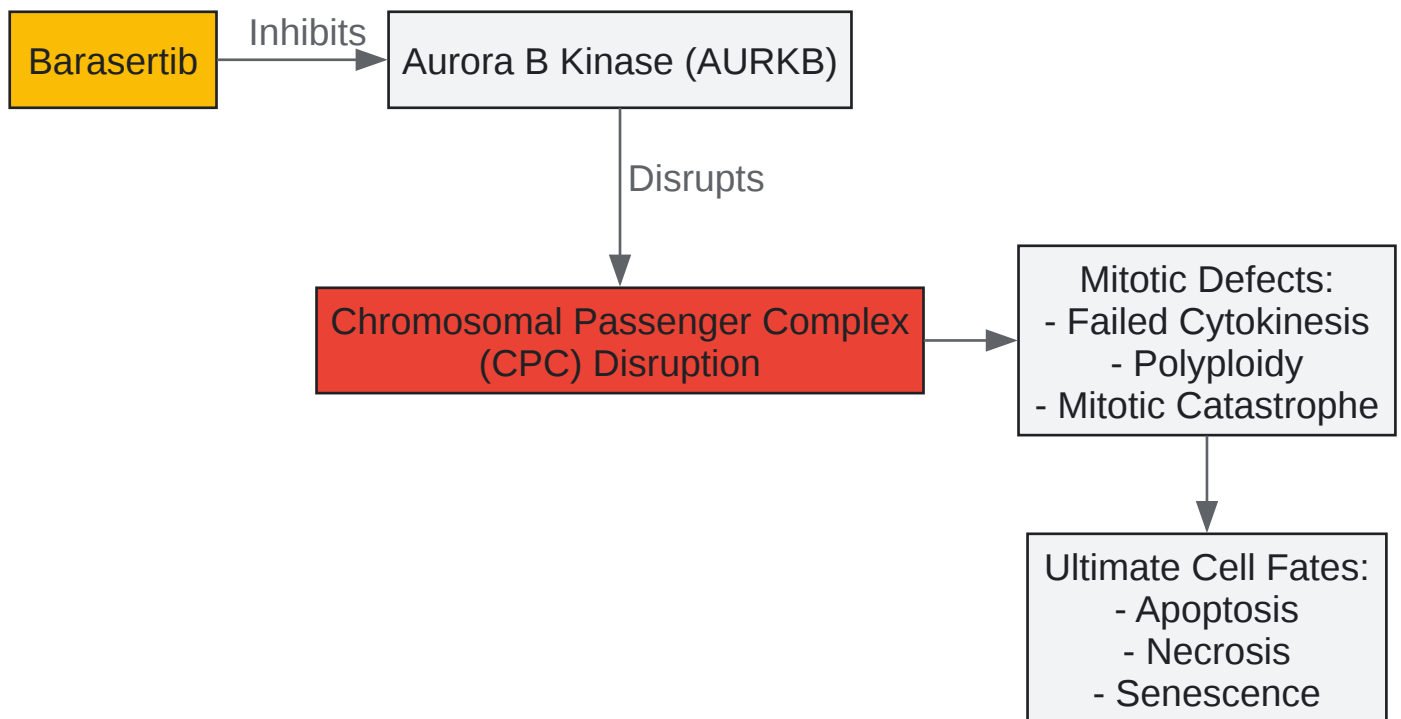 Barasertib
Inhibits
Aurora B Kinase (AURKB)
Disrupts
Chromosomal Passenger Complex
(CPC) Disruption
Mitotic Defects:
- Failed Cytokinesis
- Polyploidy
- Mitotic Catastrophe
Ultimate Cell Fates:
- Apoptosis
- Necrosis
- Senescence